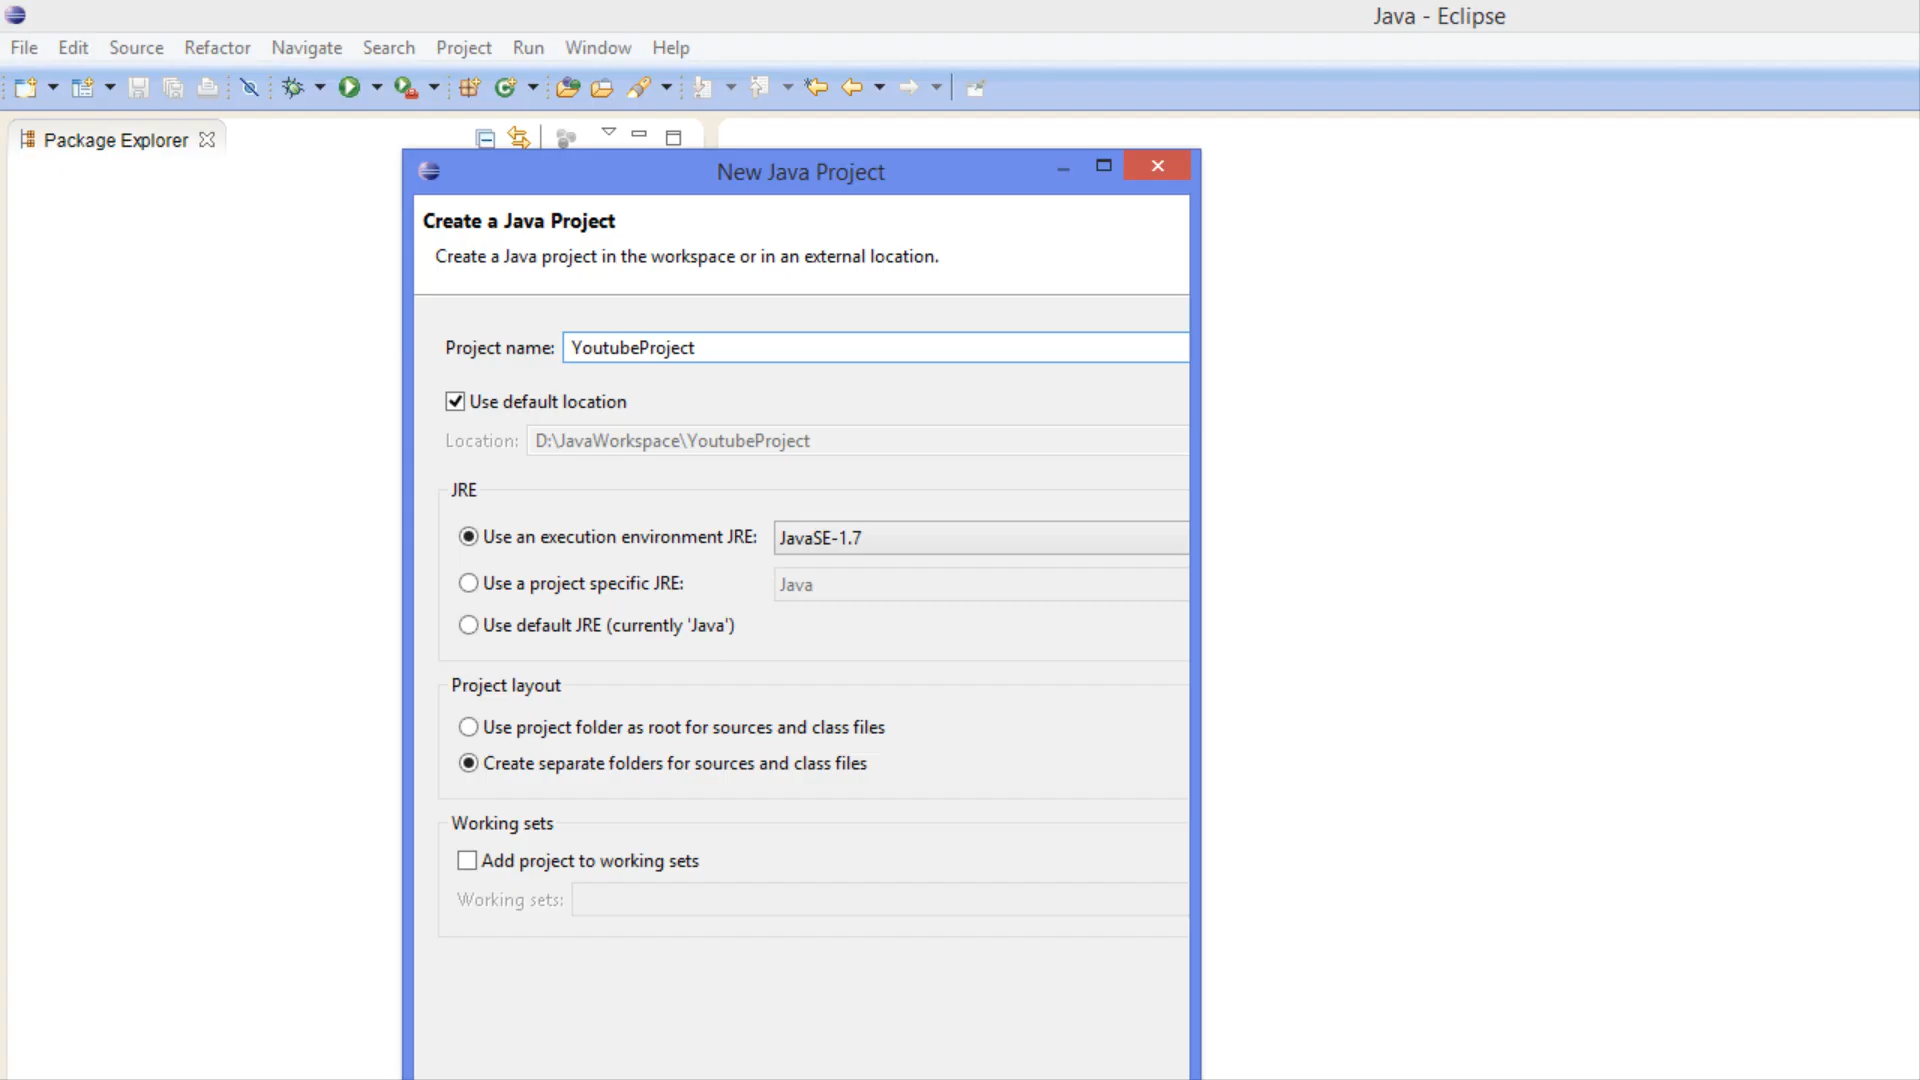 Java - Eclipse
File Edit Source Refactor Navigate Search Project Run Window Help
Package Explorer
New Java Project
Create a Java Project
Create a Java project in the workspace or in an external location.
Project name: YoutubeProject
Use default location
Location: D:\JavaWorkspace\YoutubeProject
JRE
Use an execution environment JRE: JavaSE-1.7
Use a project specific JRE: Java
Use default JRE (currently 'Java')
Project layout
Use project folder as root for sources and class files
Create separate folders for sources and class files
Working sets
Add project to working sets
Working sets: